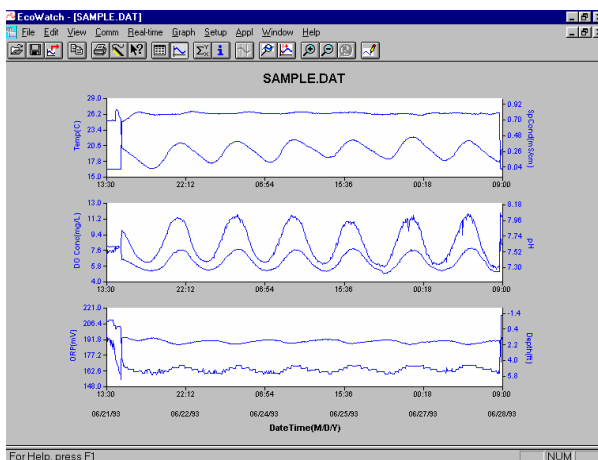 EcoWatch - [SAMPLE.DAT]
File Edit View Comm Real-time Graph Setup Appl Window Help
SAMPLE.DAT
29.0
26.2
23.4
20.6
17.8
15.0
Temp(C)
0.92
0.70
0.48
0.26
0.04
SpCond(mS/cm)
13:30 22:12 06:54 15:36 00:18 09:00
13.0
11.2
9.4
7.6
5.8
4.0
DO Conc(mg/L)
8.18
7.96
7.74
7.52
7.30
pH
13:30 22:12 06:54 15:36 00:18 09:00
221.0
206.4
191.8
177.2
162.6
148.0
ORP(mV)
-1.4
0.4
2.2
4.0
5.8
Depth(ft)
13:30 22:12 06:54 15:36 00:18 09:00
06/21/93 06/22/93 06/24/93 06/25/93 06/27/93 06/28/93
DateTime(M/D/Y)
For Help, press F1
NUM